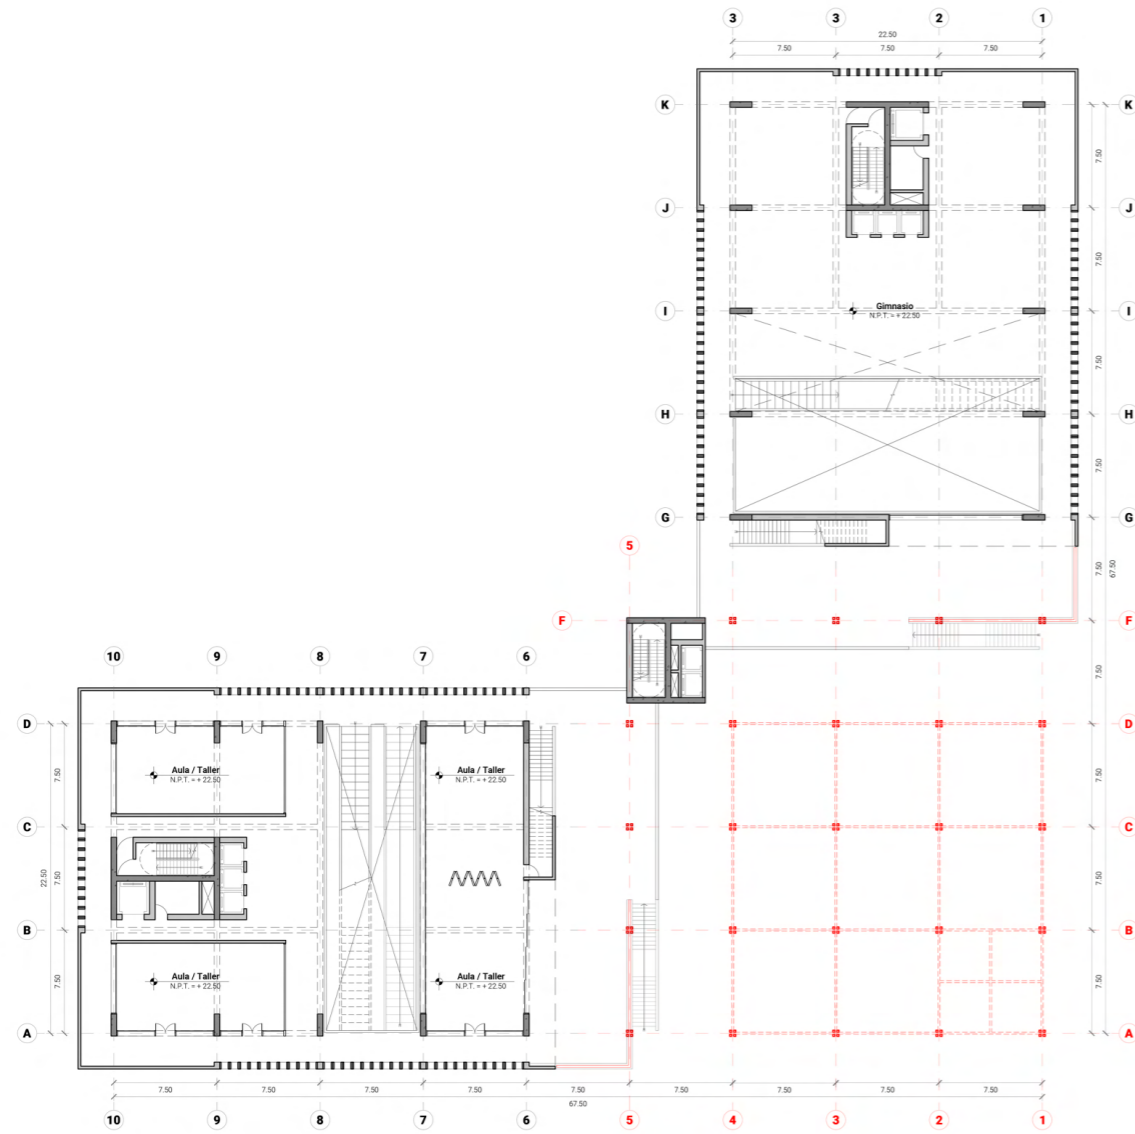 3 3 2 1
22.50
7.50 7.50 7.50
K K
7.50
J J
7.50
Gimnasio
I N.P.T. = + 22.50 I
7.50
H H
7.50
G G
5
7.50 67.50
F F
10 9 8 7 6
7.50
D D
Aula / Taller Aula / Taller
7.50 N.P.T. = + 22.50 N.P.T. = + 22.50 7.50
C C
22.50 7.50 7.50
B B
Aula / Taller Aula / Taller
7.50 N.P.T. = + 22.50 N.P.T. = + 22.50 7.50
A A
7.50 7.50 7.50 7.50 7.50 7.50 7.50 7.50 7.50
67.50
10 9 8 7 6 5 4 3 2 1